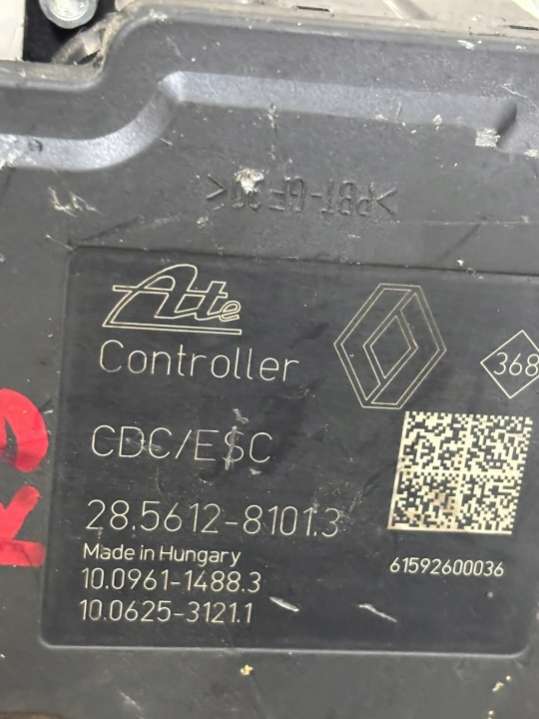 >PBT-GF30<
Ate
Controller
368
CDC/ESC
28.5612-8101.3
Made in Hungary
61592600036
10.0961-1488.3
10.0625-3121.1